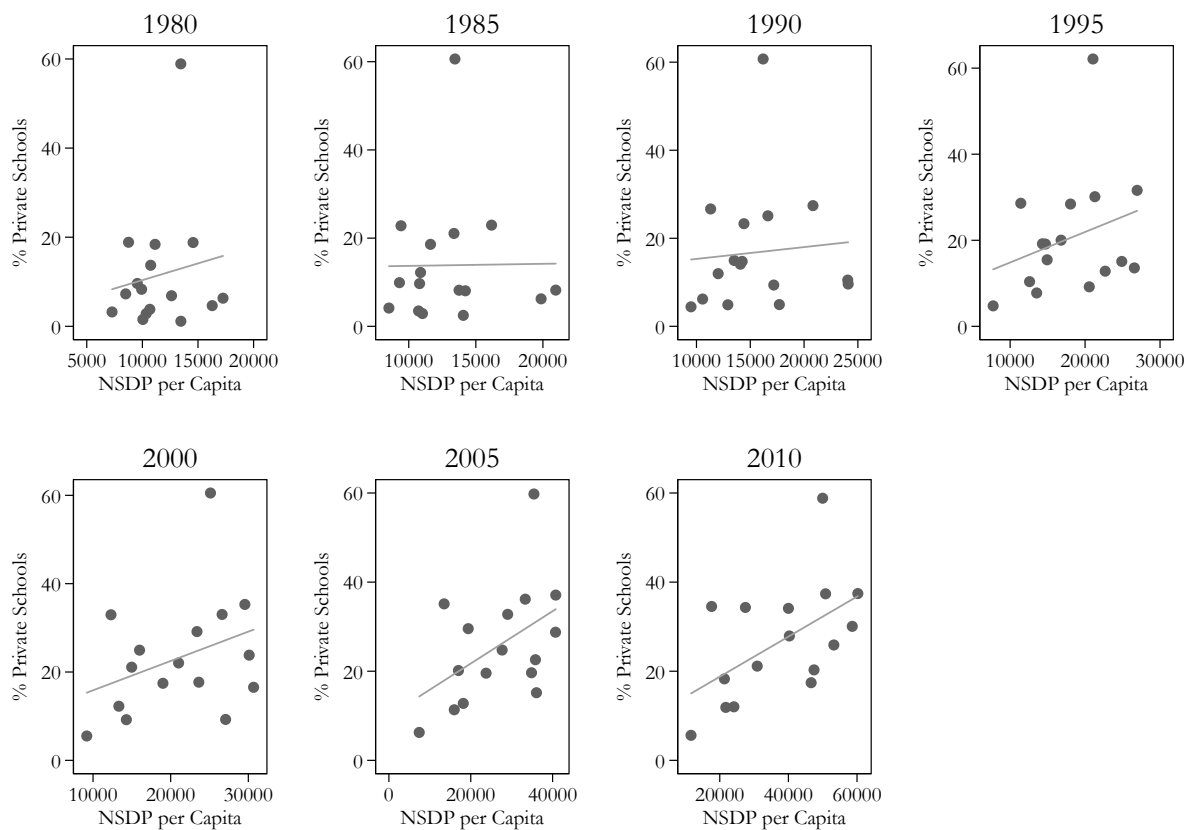 1980
1985
1990
1995
% Private Schools
60
40
20
0
5000 10000 15000 20000
NSDP per Capita
% Private Schools
60
40
20
0
10000 15000 20000
NSDP per Capita
% Private Schools
60
40
20
0
10000 15000 20000 25000
NSDP per Capita
% Private Schools
60
40
20
0
10000 20000 30000
NSDP per Capita
2000
2005
2010
% Private Schools
60
40
20
0
10000 20000 30000
NSDP per Capita
% Private Schools
60
40
20
0
0 20000 40000
NSDP per Capita
% Private Schools
60
40
20
0
20000 40000 60000
NSDP per Capita